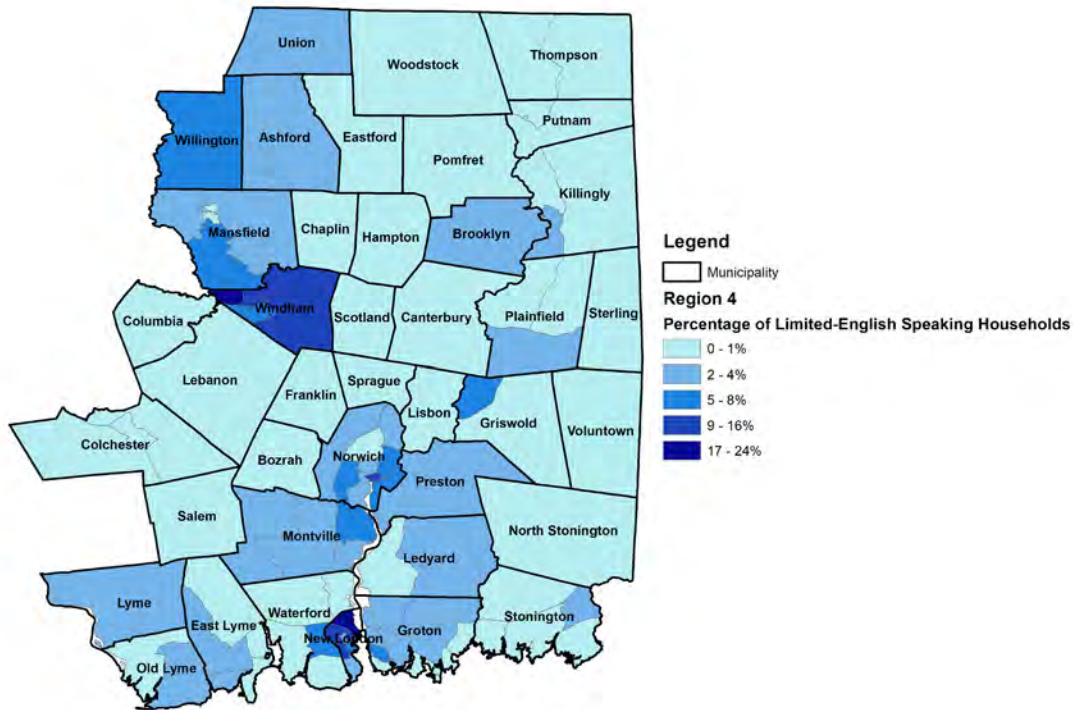 Union
Woodstock
Thompson
Putnam
Willington
Ashford
Eastford
Pomfret
Killingly
Mansfield
Chaplin
Hampton
Brooklyn
Windham
Scotland
Canterbury
Plainfield
Sterling
Columbia
Lebanon
Franklin
Sprague
Lisbon
Griswold
Voluntown
Colchester
Bozrah
Norwich
Preston
Salem
Montville
North Stonington
Ledyard
Lyme
East Lyme
Waterford
New London
Groton
Stonington
Old Lyme
Legend
Municipality
Region 4
Percentage of Limited-English Speaking Households
0 - 1%
2 - 4%
5 - 8%
9 - 16%
17 - 24%